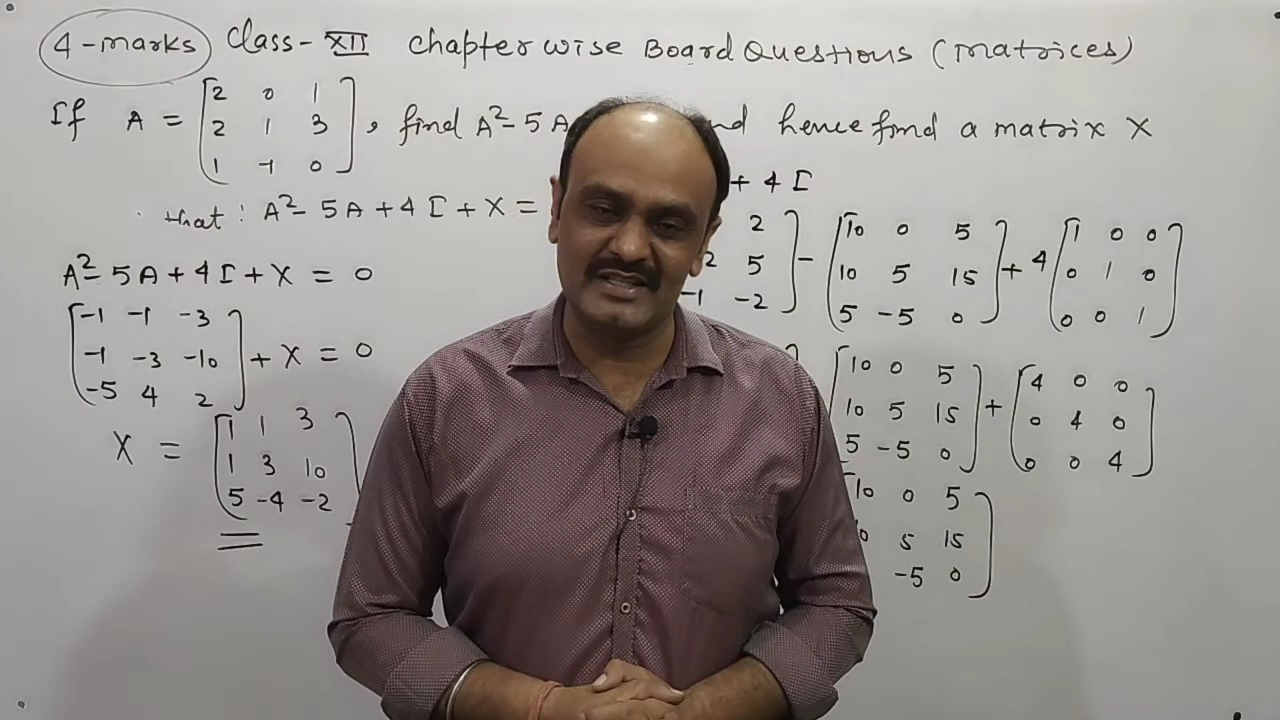 4-marks Class-XII Chapterwise Board Questions (Matrices)
If A = [2 0 1
2 1 3
1 -1 0], find A²-5A and hence find a matrix X
that: A²-5A+4I+X =
+4I
A²-5A+4I+X = 0
[-1 -1 -3
-1 -3 -10
-5 4 2] + X = 0
X = [1 1 3
1 3 10
5 -4 -2]
2
2 5
-1 -2] - [10 0 5
10 5 15
5 -5 0] + 4 [1 0 0
0 1 0
0 0 1]
[10 0 5
10 5 15
5 -5 0] + [4 0 0
0 4 0
0 0 4]
10 0 5
0 5 15
-5 0]